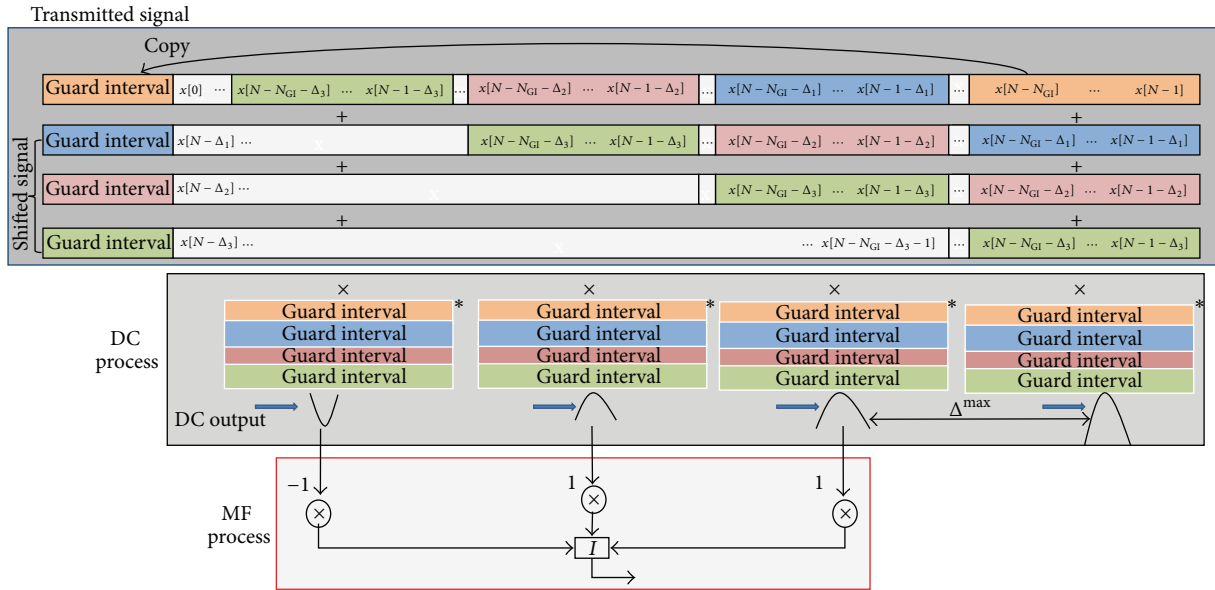 Transmitted signal
Copy
Guard interval x[0] ... x[N − N_GI − Δ_3] ... x[N − 1 − Δ_3] ... x[N − N_GI − Δ_2] ... x[N − 1 − Δ_2] ... x[N − N_GI − Δ_1] ... x[N − 1 − Δ_1] ... x[N − N_GI] ... x[N − 1]
+ +
Shifted signal
Guard interval x[N − Δ_1] ... x x[N − N_GI − Δ_3] ... x[N − 1 − Δ_3] ... x[N − N_GI − Δ_2] ... x[N − 1 − Δ_2] ... x[N − N_GI − Δ_1] ... x[N − 1 − Δ_1]
+ +
Guard interval x[N − Δ_2] ... x x x[N − N_GI − Δ_3] ... x[N − 1 − Δ_3] ... x[N − N_GI − Δ_2] ... x[N − 1 − Δ_2]
+ +
Guard interval x[N − Δ_3] ... x ... x[N − N_GI − Δ_3 − 1] ... x[N − N_GI − Δ_3] ... x[N − 1 − Δ_3]
× × × ×
DC
process
Guard interval * Guard interval * Guard interval * Guard interval *
Guard interval Guard interval Guard interval Guard interval
Guard interval Guard interval Guard interval Guard interval
Guard interval Guard interval Guard interval Guard interval
DC output
Δ^max
MF
process
−1 1 1
× × ×
I